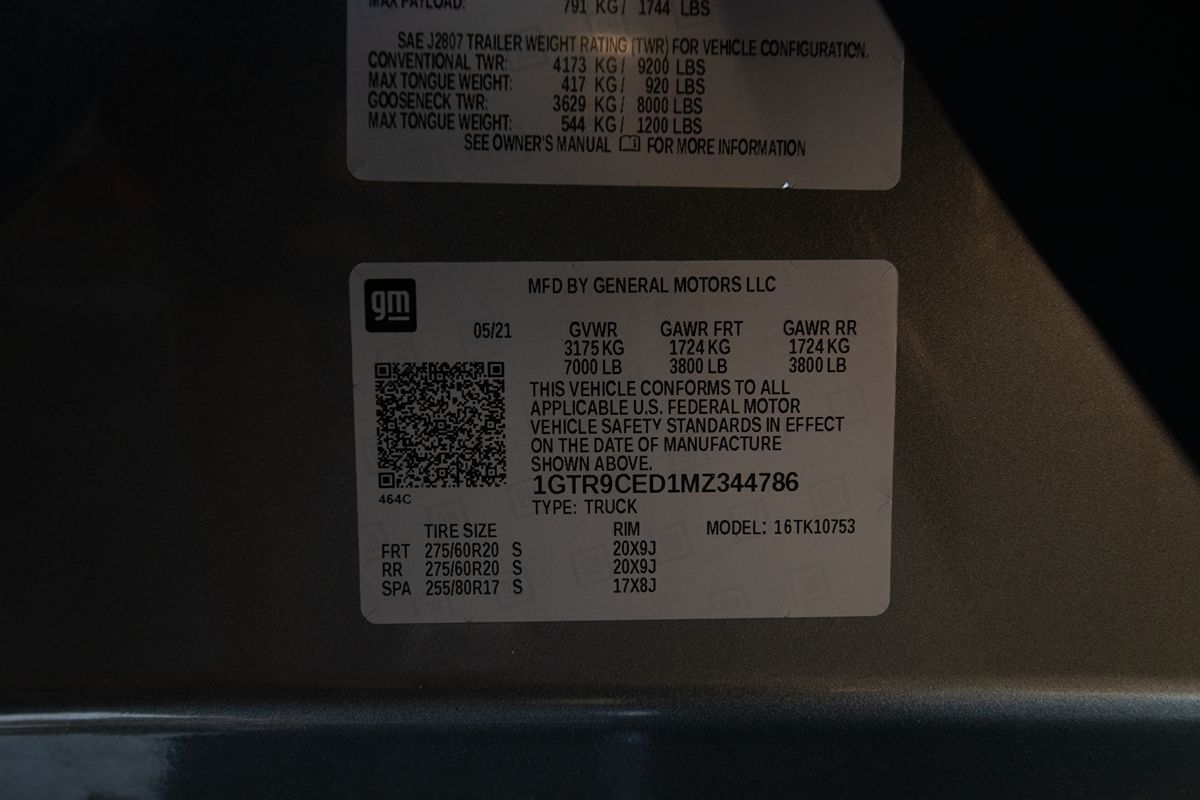 MAX PAYLOAD: 791 KG / 1744 LBS
SAE J2807 TRAILER WEIGHT RATING (TWR) FOR VEHICLE CONFIGURATION.
CONVENTIONAL TWR: 4173 KG / 9200 LBS
MAX TONGUE WEIGHT: 417 KG / 920 LBS
GOOSENECK TWR: 3629 KG / 8000 LBS
MAX TONGUE WEIGHT: 544 KG / 1200 LBS
SEE OWNER'S MANUAL FOR MORE INFORMATION
gm
MFD BY GENERAL MOTORS LLC
05/21 GVWR GAWR FRT GAWR RR
3175 KG 1724 KG 1724 KG
7000 LB 3800 LB 3800 LB
THIS VEHICLE CONFORMS TO ALL
APPLICABLE U.S. FEDERAL MOTOR
VEHICLE SAFETY STANDARDS IN EFFECT
ON THE DATE OF MANUFACTURE
SHOWN ABOVE.
1GTR9CED1MZ344786
464C
TYPE: TRUCK
TIRE SIZE RIM MODEL: 16TK10753
FRT 275/60R20 S 20X9J
RR 275/60R20 S 20X9J
SPA 255/80R17 S 17X8J